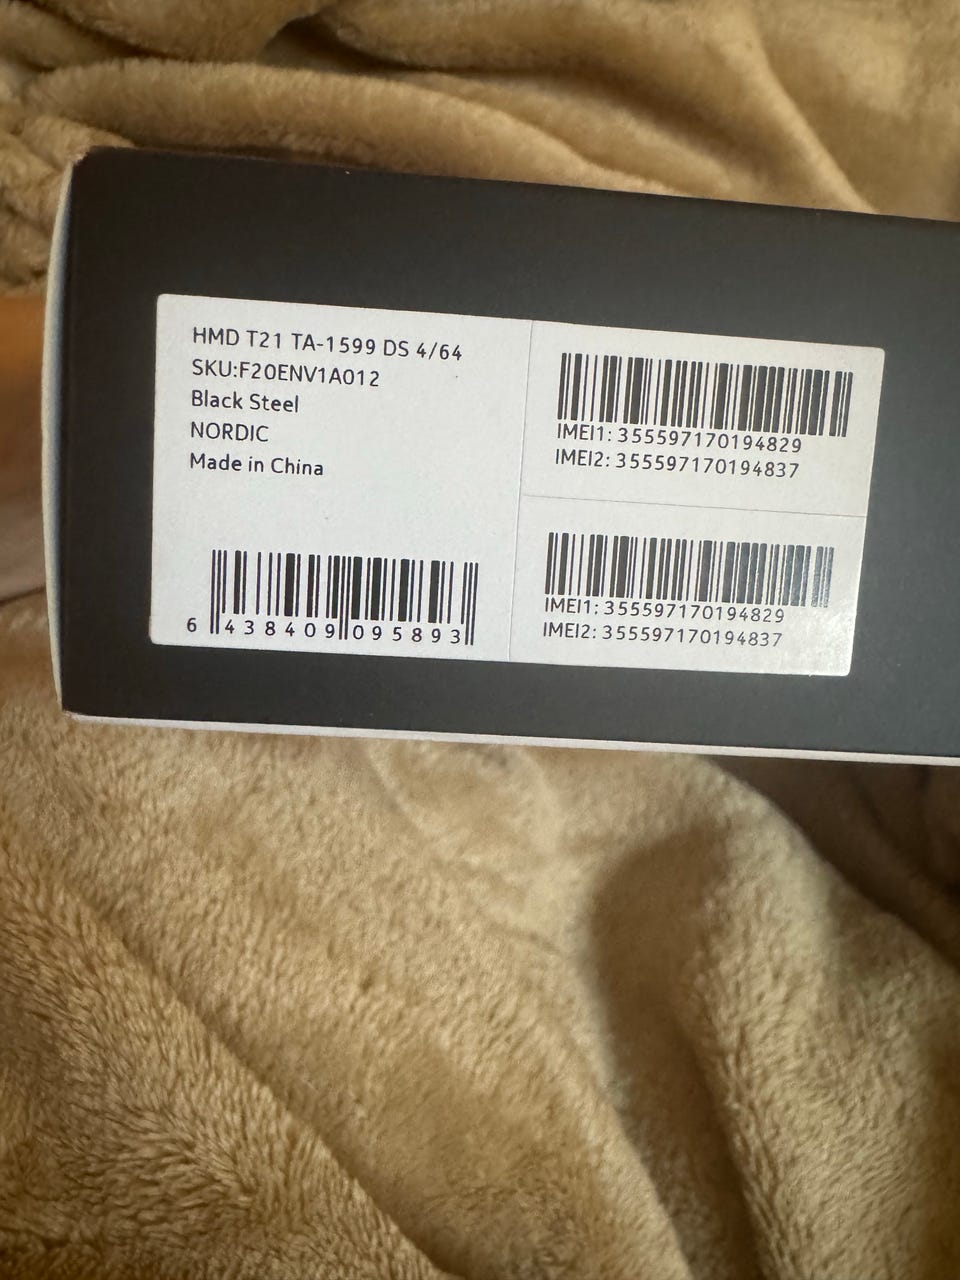 HMD T21 TA-1599 DS 4/64
SKU:F20ENV1A012
Black Steel
NORDIC
Made in China
6 438409 095893
IMEI1: 355597170194829
IMEI2: 355597170194837
IMEI1: 355597170194829
IMEI2: 355597170194837